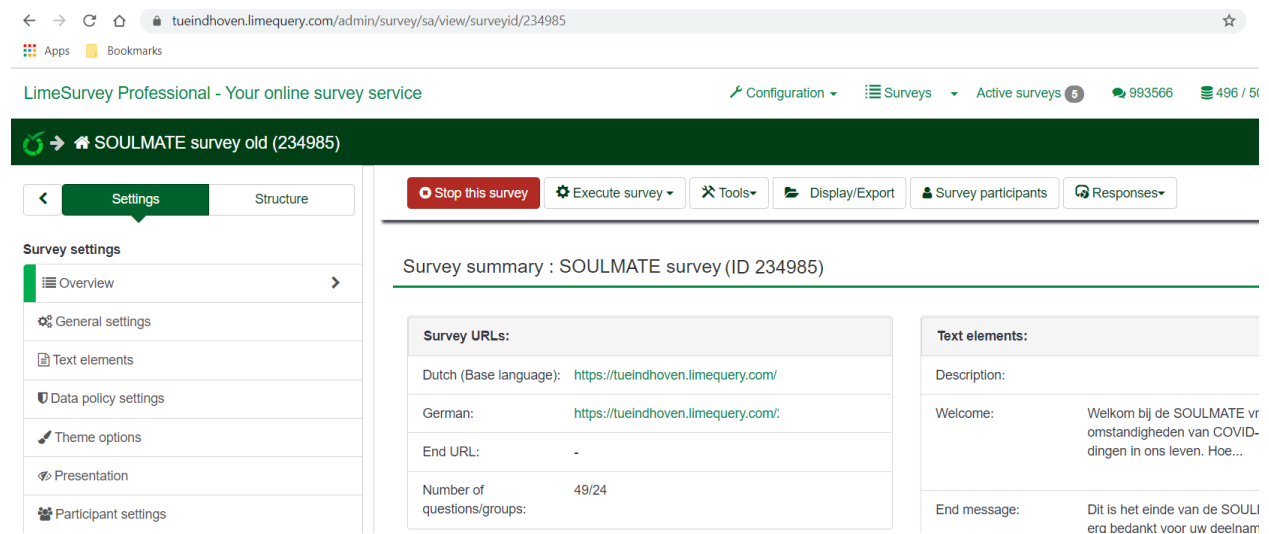 tueindhoven.limequery.com/admin/survey/sa/view/surveyid/234985
Apps Bookmarks
LimeSurvey Professional - Your online survey service
Configuration Surveys Active surveys 5 993566 496 / 50
SOULMATE survey old (234985)
Settings Structure
Stop this survey Execute survey Tools Display/Export Survey participants Responses
Survey settings
Overview
General settings
Text elements
Data policy settings
Theme options
Presentation
Participant settings
Survey summary : SOULMATE survey (ID 234985)
Survey URLs:
Dutch (Base language): https://tueindhoven.limequery.com/
German: https://tueindhoven.limequery.com/
End URL: -
Number of 49/24
questions/groups:
Text elements:
Description:
Welcome: Welkom bij de SOULMATE
omstandigheden van COVID-
dingen in ons leven. Hoe...
End message: Dit is het einde van de
erg bedankt voor uw